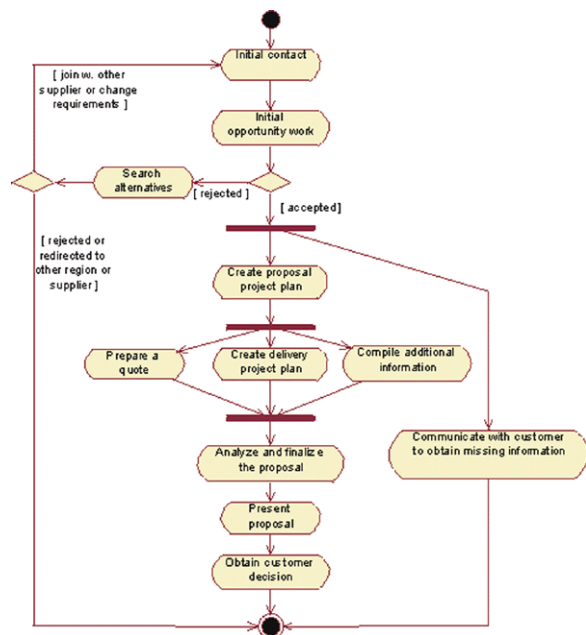 Initial contact
[ join w. other
supplier or change
requirements ]
Initial
opportunity work
Search
alternatives
[ rejected ]
[ accepted]
[ rejected or
redirected to
other region or
supplier ]
Create proposal
project plan
Prepare a
quote
Create delivery
project plan
Compile additional
information
Communicate with customer
to obtain missing information
Analyze and finalize
the proposal
Present
proposal
Obtain customer
decision